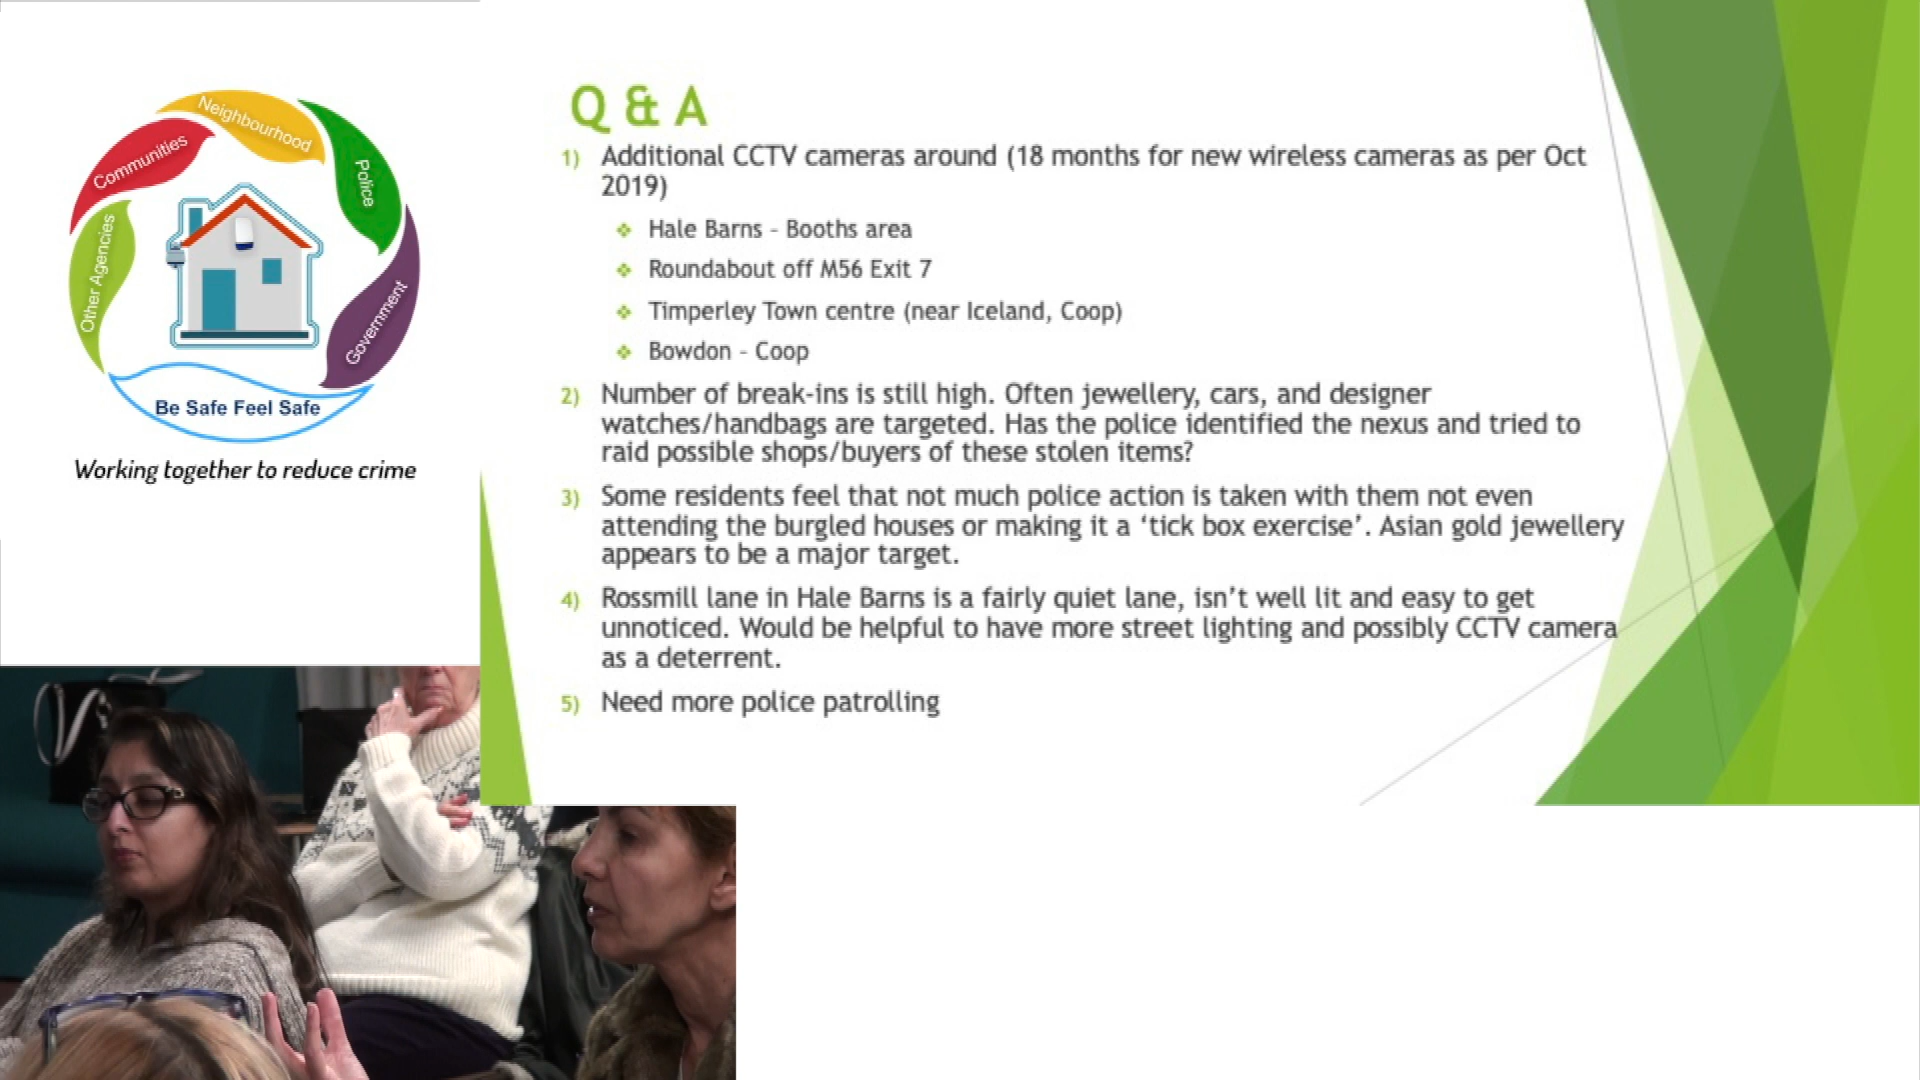 Neighbourhood
Communities
Police
Other Agencies
Government
Be Safe Feel Safe
Working together to reduce crime
Q & A
1) Additional CCTV cameras around (18 months for new wireless cameras as per Oct
2019)
❖ Hale Barns - Booths area
❖ Roundabout off M56 Exit 7
❖ Timperley Town centre (near Iceland, Coop)
❖ Bowdon - Coop
2) Number of break-ins is still high. Often jewellery, cars, and designer
watches/handbags are targeted. Has the police identified the nexus and tried to
raid possible shops/buyers of these stolen items?
3) Some residents feel that not much police action is taken with them not even
attending the burgled houses or making it a ‘tick box exercise’. Asian gold jewellery
appears to be a major target.
4) Rossmill lane in Hale Barns is a fairly quiet lane, isn’t well lit and easy to get
unnoticed. Would be helpful to have more street lighting and possibly CCTV camera
as a deterrent.
5) Need more police patrolling